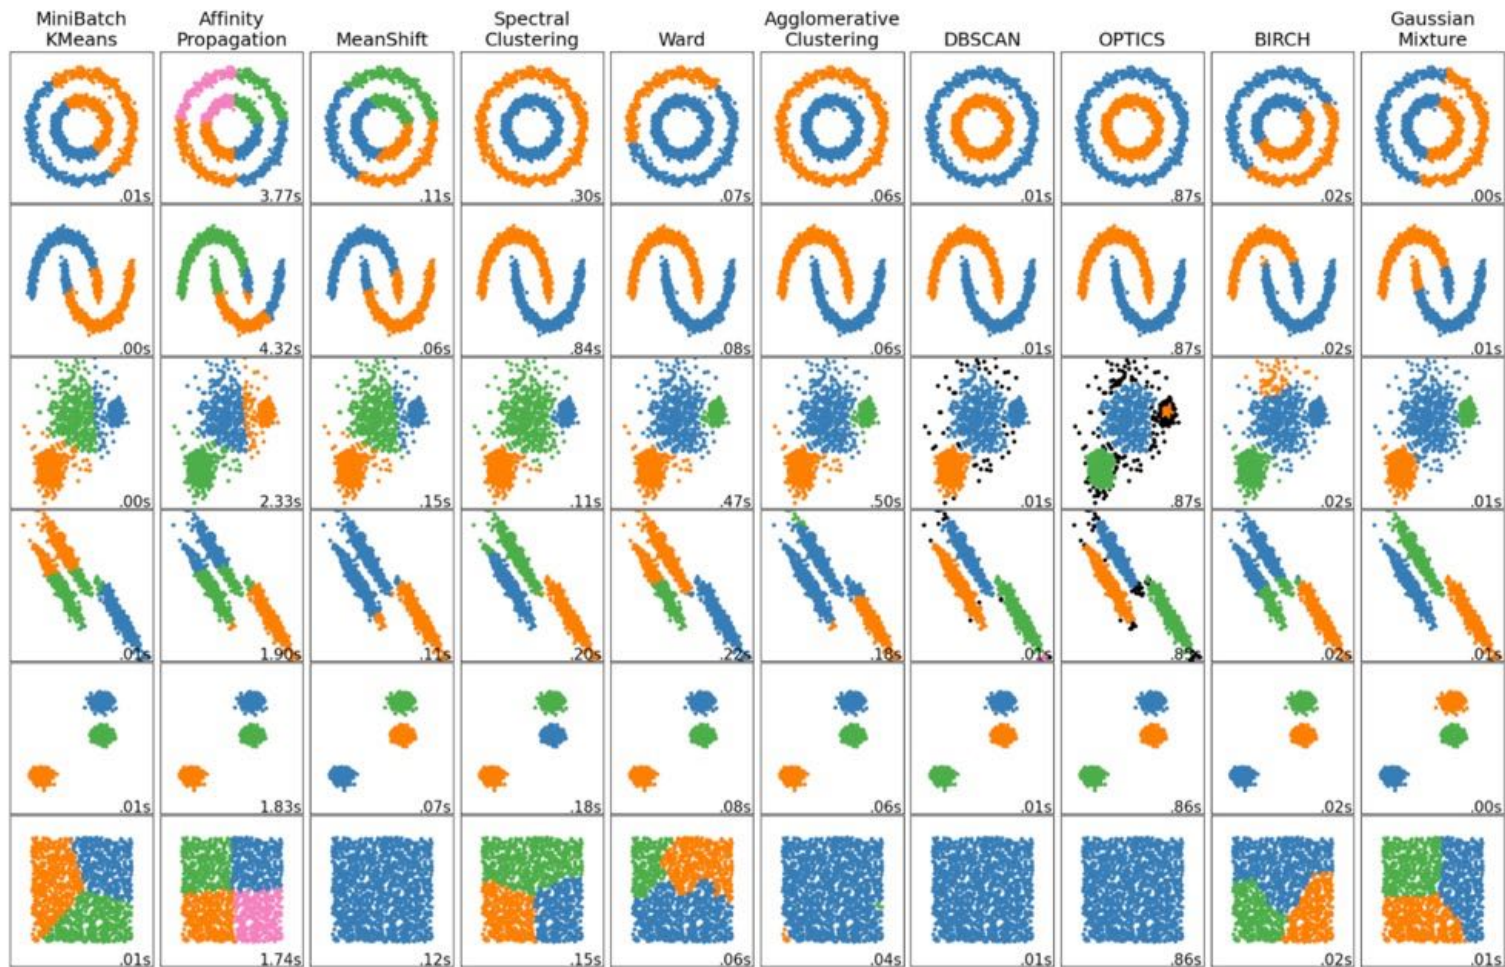 MiniBatch
KMeans
Affinity
Propagation
MeanShift
Spectral
Clustering
Ward
Agglomerative
Clustering
DBSCAN
OPTICS
BIRCH
Gaussian
Mixture
.01s
3.77s
.11s
.30s
.07s
.06s
.01s
.87s
.02s
.00s
.00s
4.32s
.06s
.84s
.08s
.06s
.01s
.87s
.02s
.01s
.00s
2.33s
.15s
.11s
.47s
.50s
.01s
.87s
.02s
.01s
.01s
1.90s
.11s
.20s
.22s
.18s
.01s
.02s
.01s
.01s
1.83s
.07s
.18s
.08s
.06s
.01s
.86s
.02s
.00s
.01s
1.74s
.12s
.15s
.06s
.04s
.01s
.86s
.02s
.01s